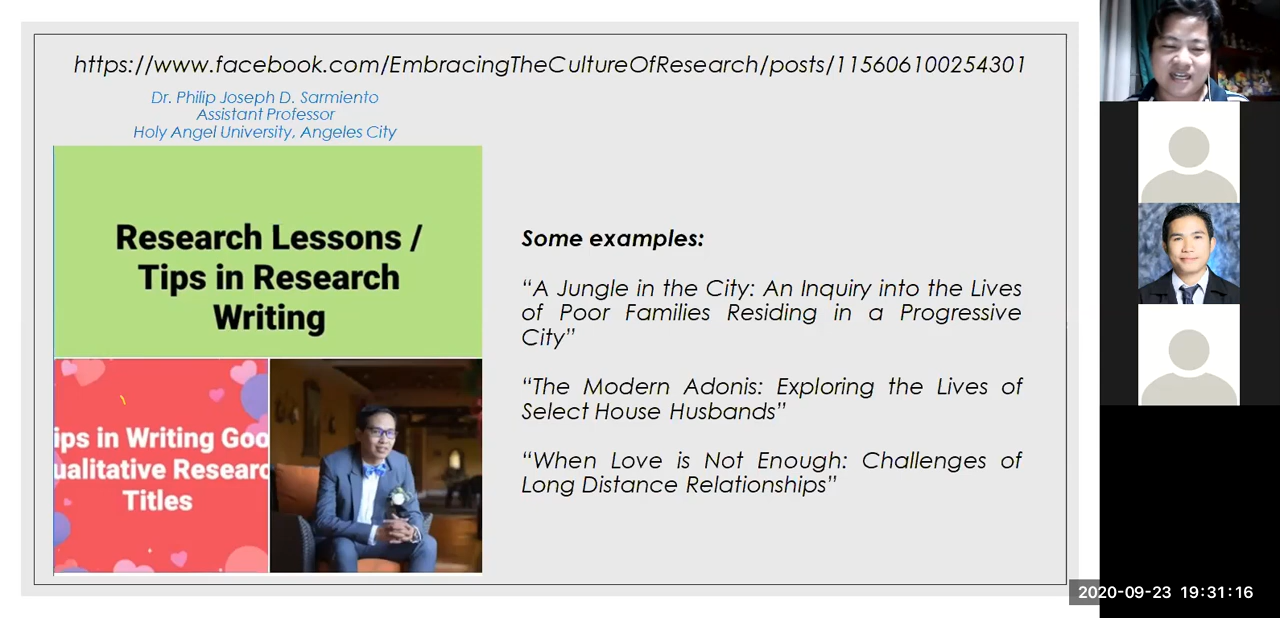 https://www.facebook.com/EmbracingTheCultureOfResearch/posts/115606100254301
Dr. Philip Joseph D. Sarmiento
Assistant Professor
Holy Angel University, Angeles City
Research Lessons /
Tips in Research
Writing
ips in Writing Goo
ualitative Researc
Titles
Some examples:
“A Jungle in the City: An Inquiry into the Lives
of Poor Families Residing in a Progressive
City”
“The Modern Adonis: Exploring the Lives of
Select House Husbands”
“When Love is Not Enough: Challenges of
Long Distance Relationships”
2020-09-23 19:31:16